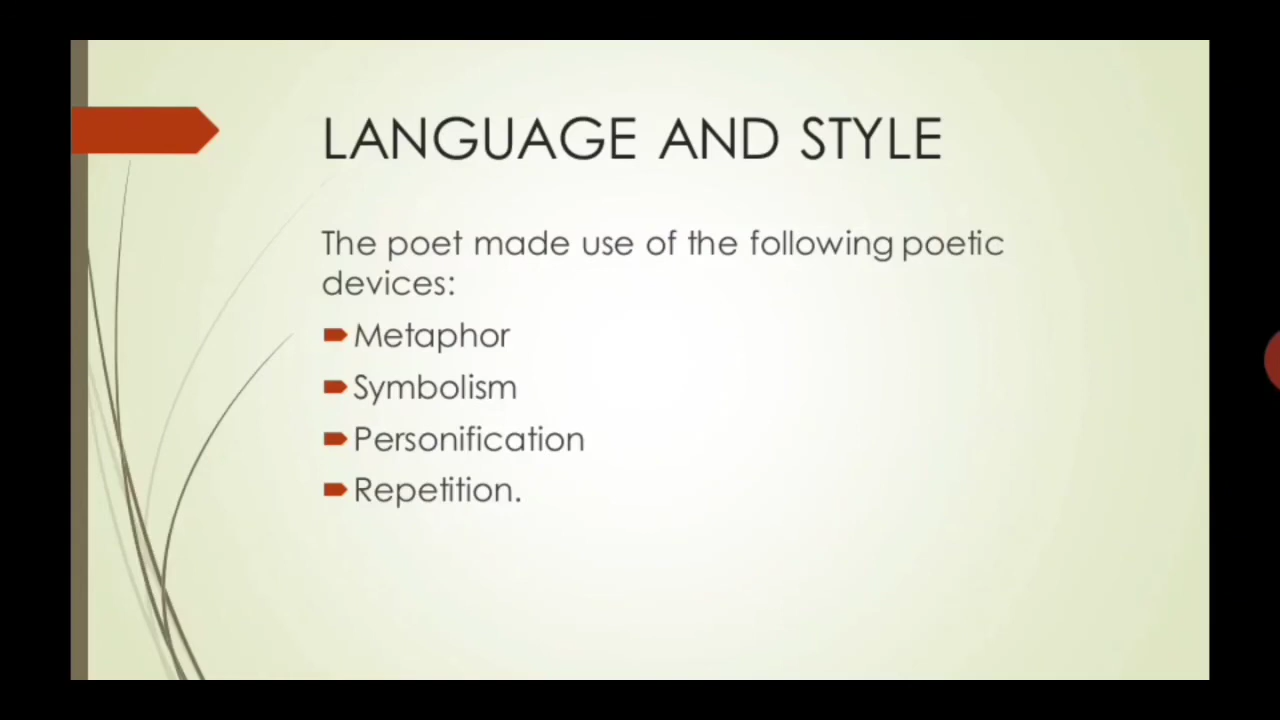 LANGUAGE AND STYLE
The poet made use of the following poetic
devices:
Metaphor
Symbolism
Personification
Repetition.